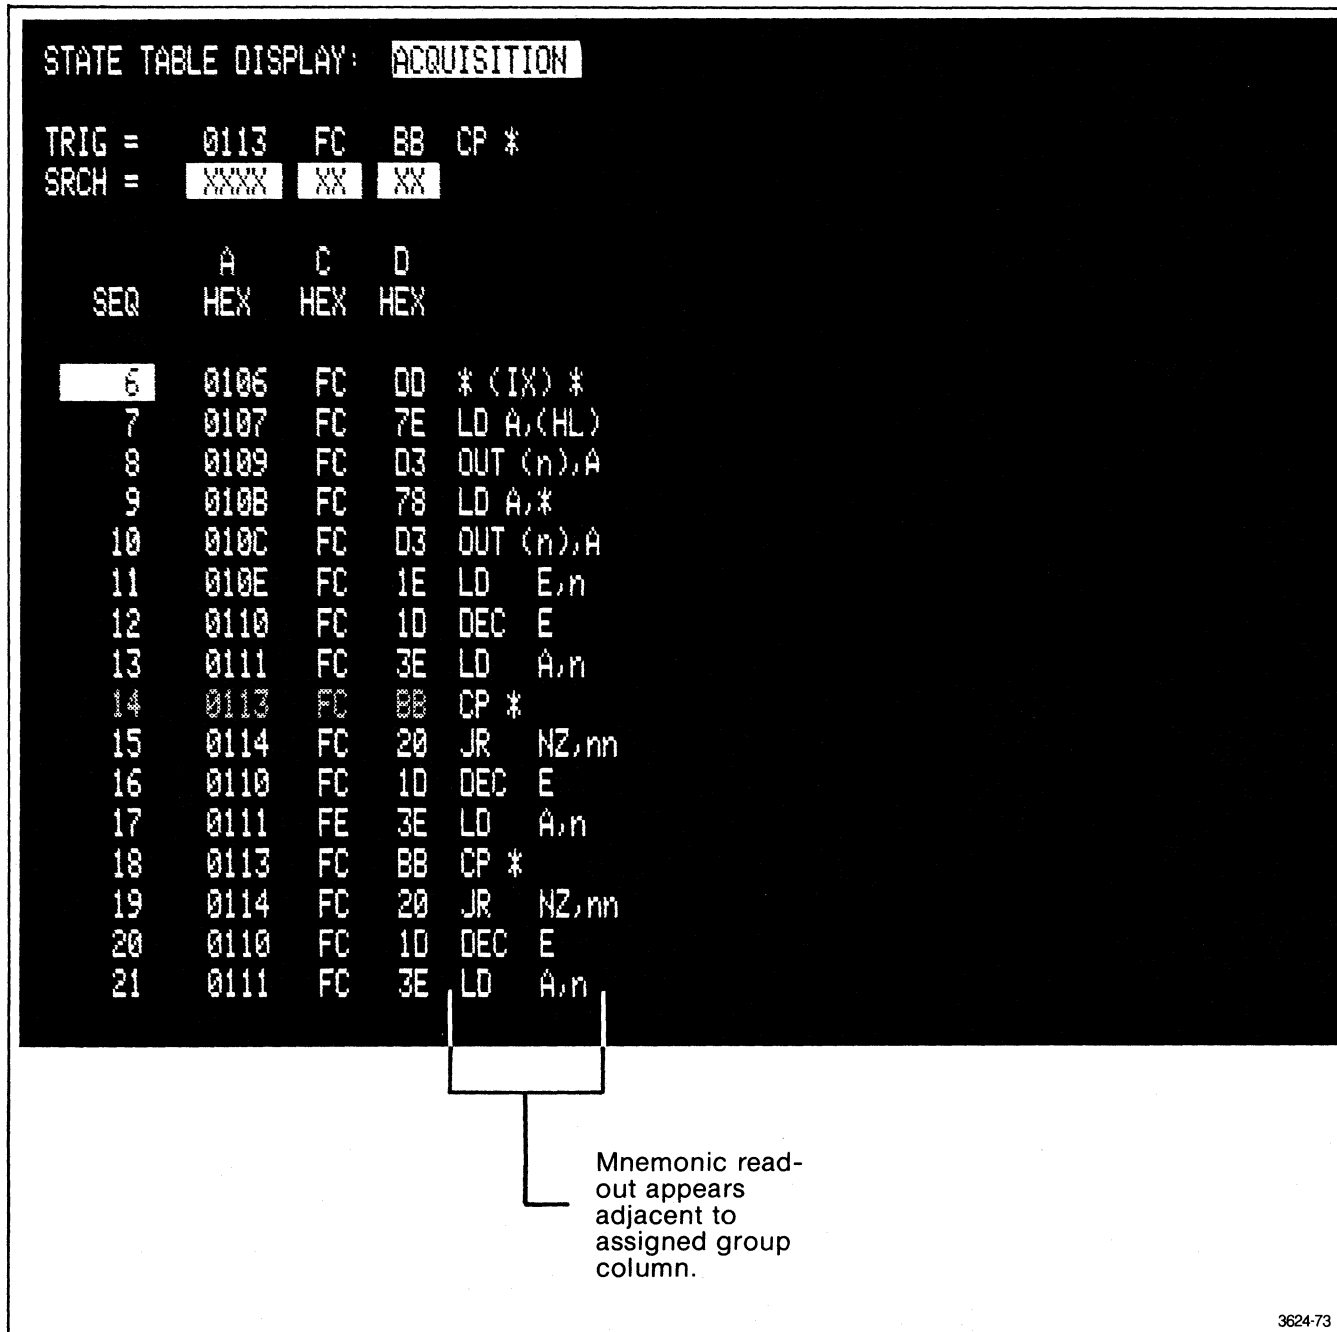 STATE TABLE DISPLAY: ACQUISITION
TRIG = 0113 FC BB CP *
SRCH = XXXX XX XX
A C D
SEQ HEX HEX HEX
6 0106 FC DD * (IX) *
7 0107 FC 7E LD A,(HL)
8 0109 FC D3 OUT (n),A
9 010B FC 78 LD A,*
10 010C FC D3 OUT (n),A
11 010E FC 1E LD E,n
12 0110 FC 1D DEC E
13 0111 FC 3E LD A,n
14 0113 FC BB CP *
15 0114 FC 20 JR NZ,nn
16 0110 FC 1D DEC E
17 0111 FE 3E LD A,n
18 0113 FC BB CP *
19 0114 FC 20 JR NZ,nn
20 0110 FC 1D DEC E
21 0111 FC 3E LD A,n
Mnemonic read-
out appears
adjacent to
assigned group
column.
3624-73